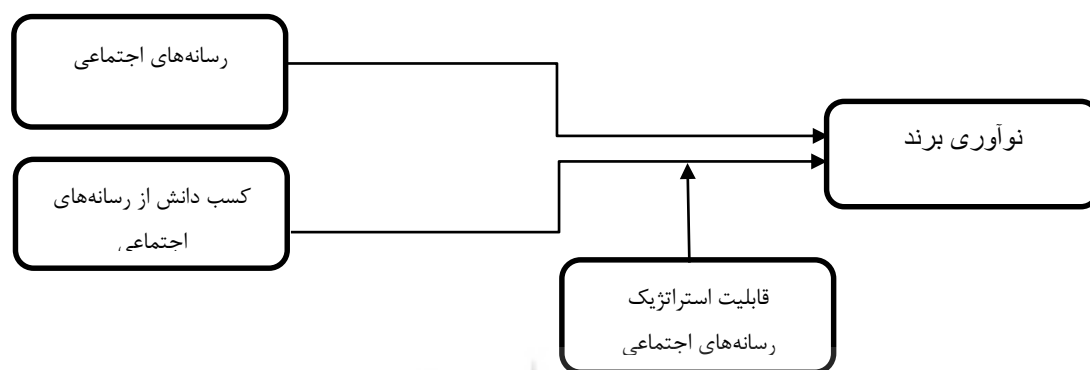 رسانه‌های اجتماعی
نوآوری برند
کسب دانش از رسانه‌های
اجتماعی
قابلیت استراتژیک
رسانه‌های اجتماعی